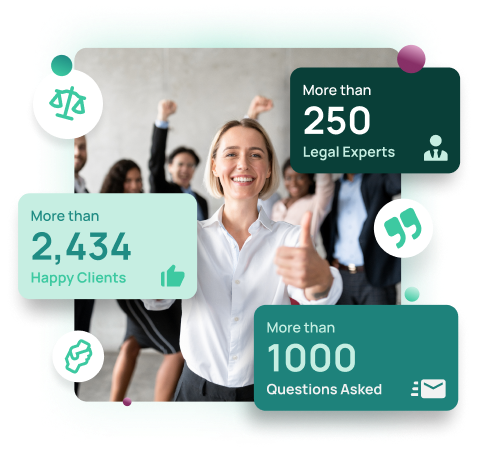 More than
250
Legal Experts
More than
2,434
Happy Clients
More than
1000
Questions Asked